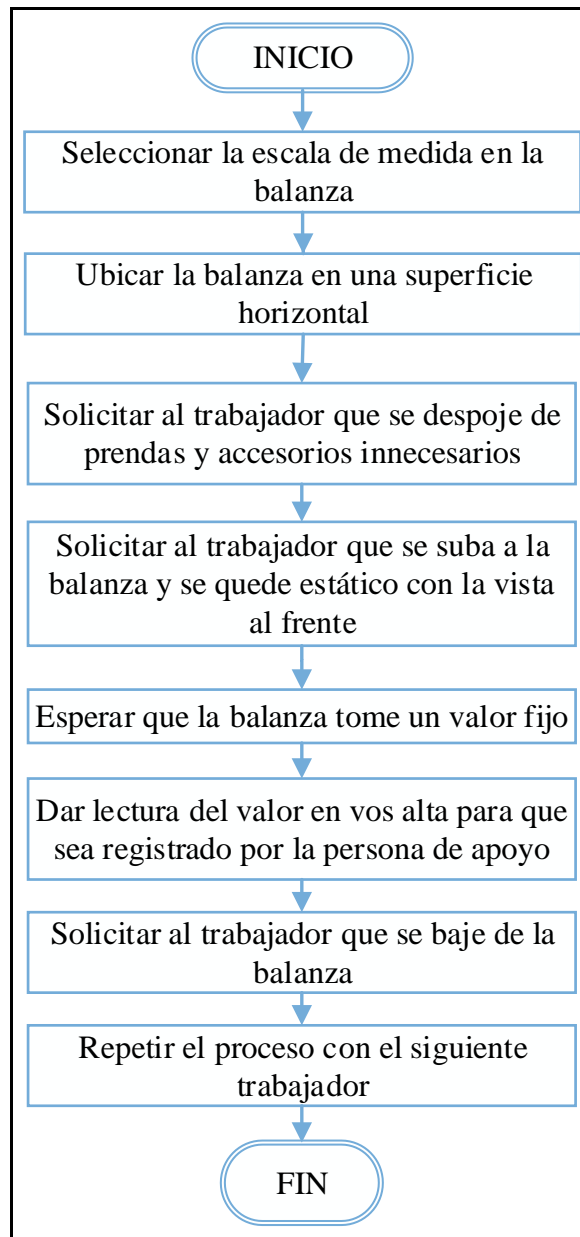 INICIO
Seleccionar la escala de medida en la
balanza
Ubicar la balanza en una superficie
horizontal
Solicitar al trabajador que se despoje de
prendas y accesorios innecesarios
Solicitar al trabajador que se suba a la
balanza y se quede estático con la vista
al frente
Esperar que la balanza tome un valor fijo
Dar lectura del valor en vos alta para que
sea registrado por la persona de apoyo
Solicitar al trabajador que se baje de la
balanza
Repetir el proceso con el siguiente
trabajador
FIN